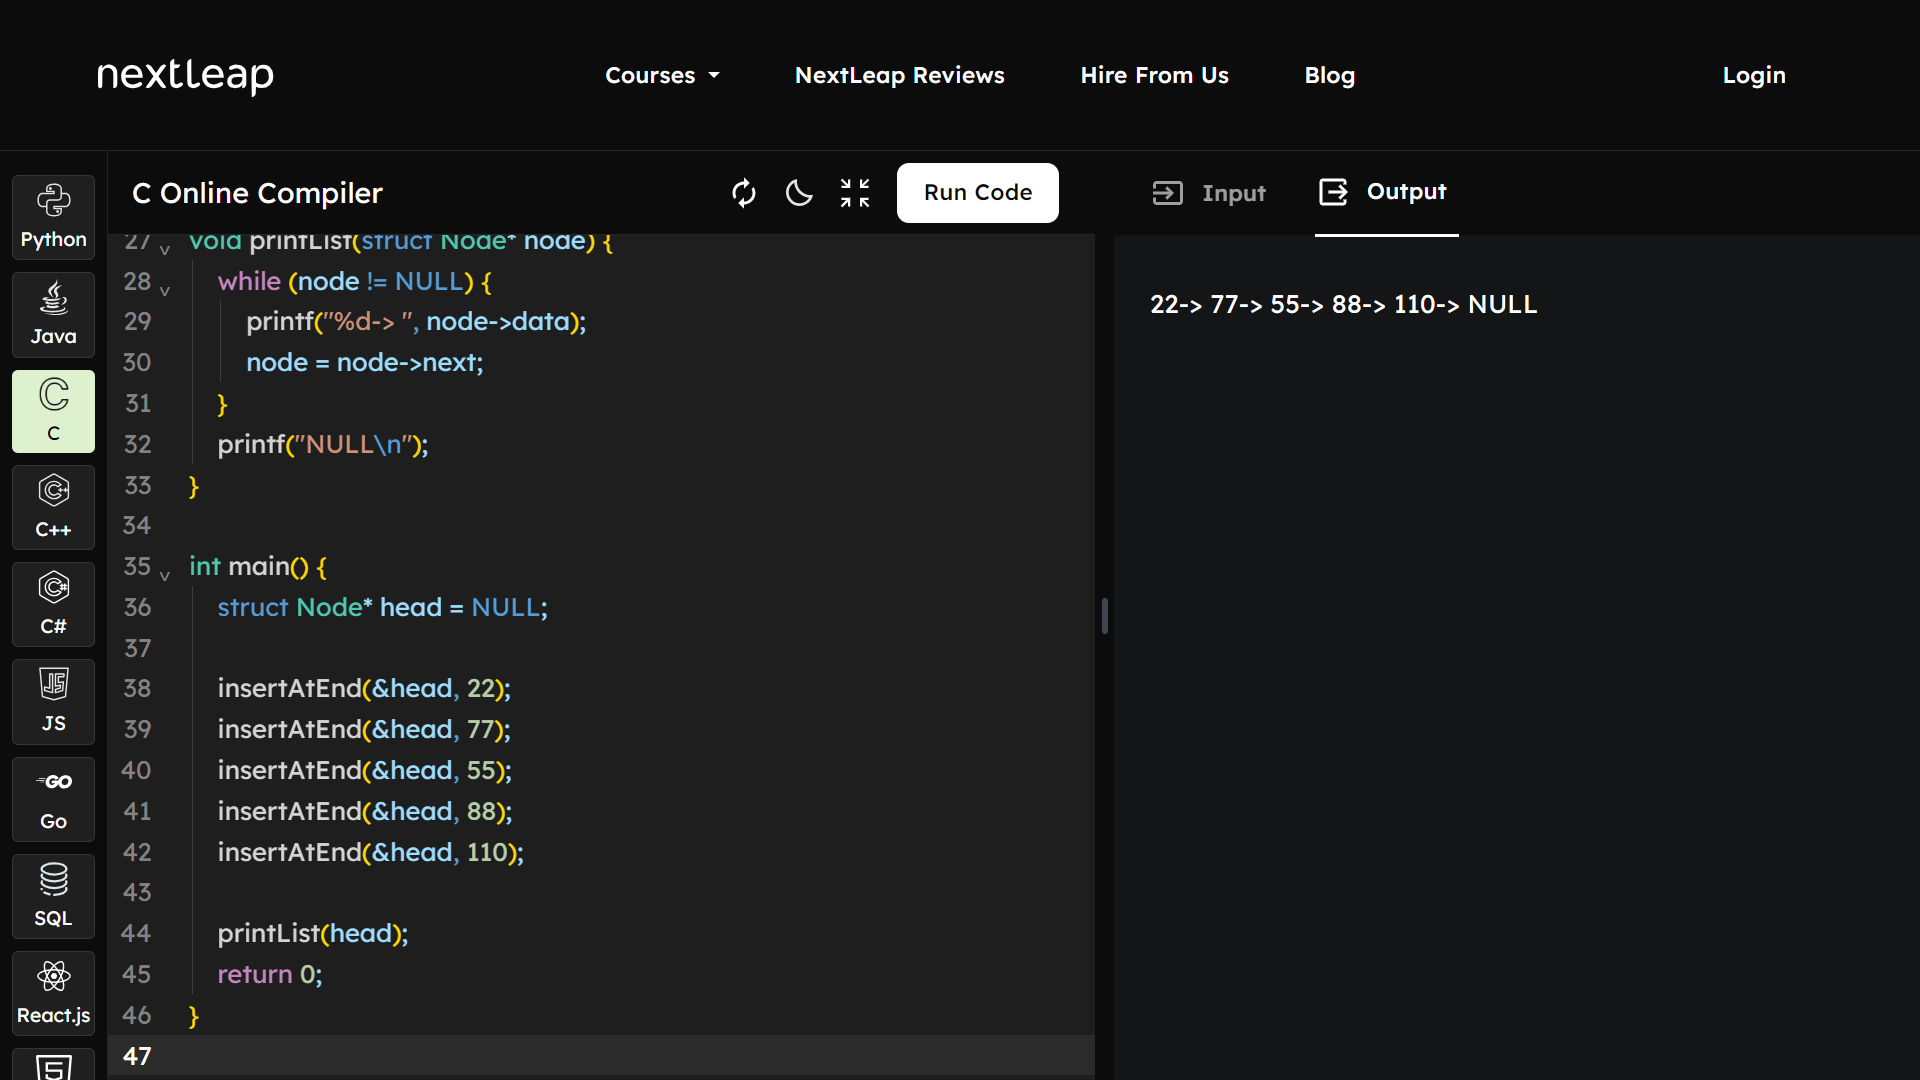 nextleap
Courses
NextLeap Reviews
Hire From Us
Blog
Login
Python
Java
C
C++
C#
JS
Go
SQL
React.js
C Online Compiler
Run Code
27 void printList(struct Node* node) {
28 while (node != NULL) {
29 printf("%d-> ", node->data);
30 node = node->next;
31 }
32 printf("NULL\n");
33 }
34
35 int main() {
36 struct Node* head = NULL;
37
38 insertAtEnd(&head, 22);
39 insertAtEnd(&head, 77);
40 insertAtEnd(&head, 55);
41 insertAtEnd(&head, 88);
42 insertAtEnd(&head, 110);
43
44 printList(head);
45 return 0;
46 }
47
Input
Output
22-> 77-> 55-> 88-> 110-> NULL